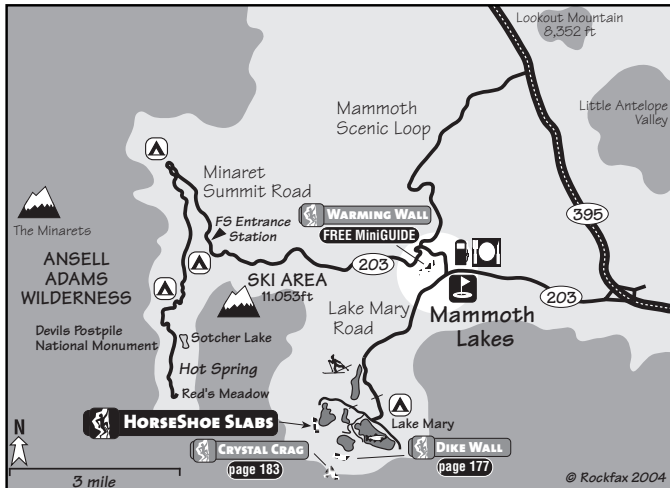 Lookout Mountain
8,352 ft
Little Antelope
Valley
Mammoth
Scenic Loop
Minaret
Summit Road
FS Entrance
Station
WARMING WALL
FREE MiniGUIDE
395
The Minarets
ANSELL
ADAMS
WILDERNESS
203
SKI AREA
11.053ft
203
Lake Mary
Road
Mammoth
Lakes
Devils Postpile
National Monument
Sotcher Lake
Hot Spring
Red's Meadow
HORSESHOE SLABS
Lake Mary
N
CRYSTAL CRAG
page 183
DIKE WALL
page 177
3 mile
© Rockfax 2004